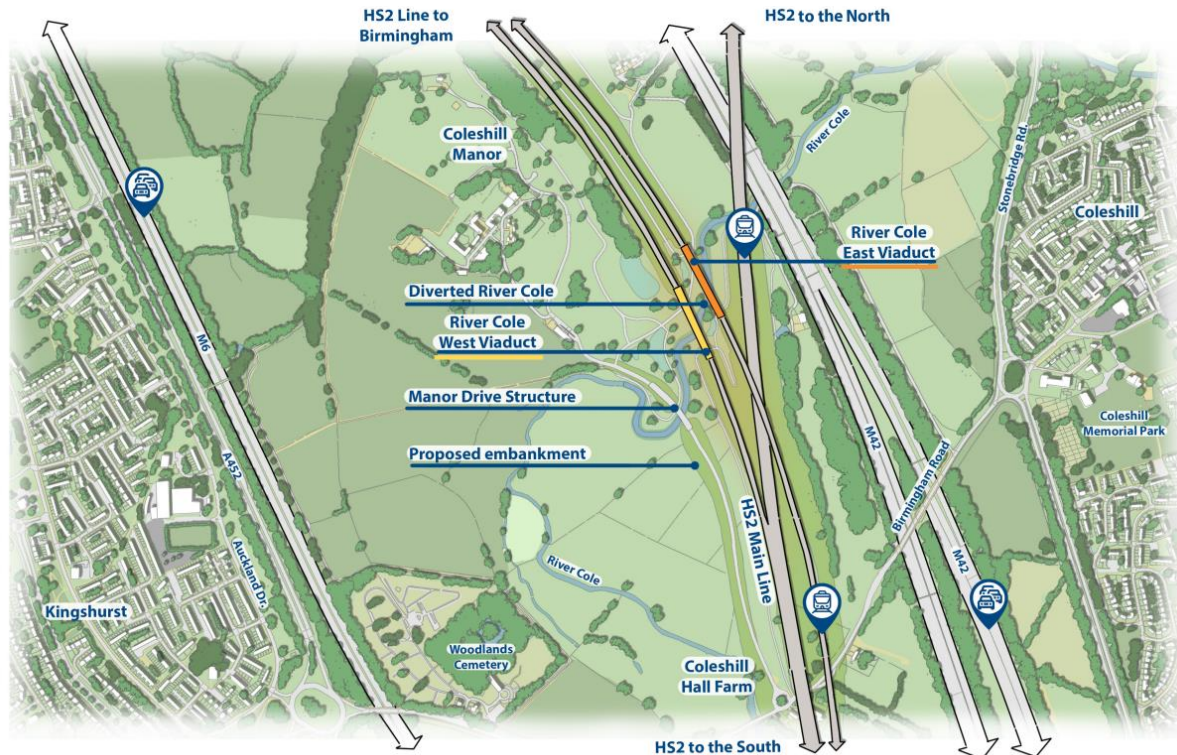 HS2 Line to
Birmingham
HS2 to the North
River Cole
Stonebridge Rd.
Coleshill
Manor
Coleshill
River Cole
East Viaduct
Diverted River Cole
River Cole
West Viaduct
M6
Manor Drive Structure
Coleshill
Memorial Park
M42
Proposed embankment
Birmingham Road
A452
HS2 Main Line
M42
Auckland Dr.
River Cole
Kingshurst
Woodlands
Cemetery
Coleshill
Hall Farm
HS2 to the South